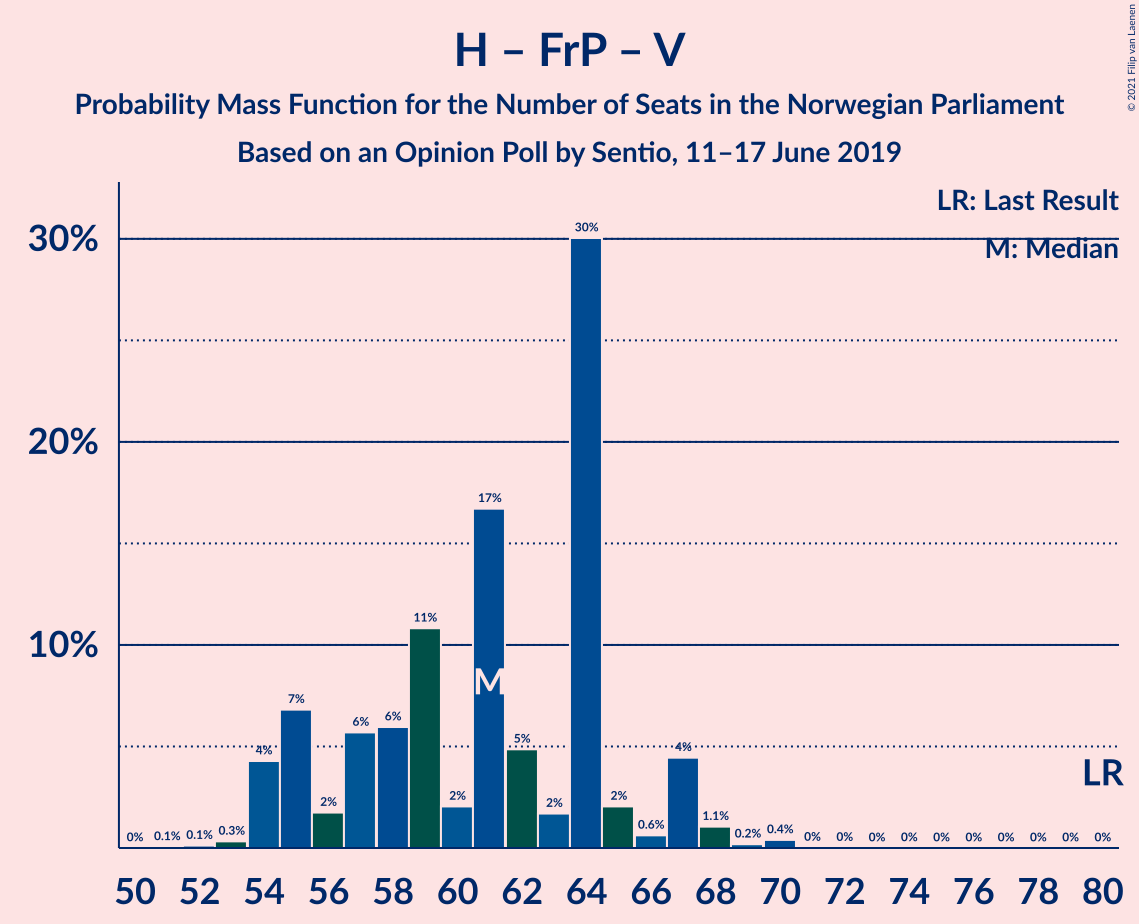 © 2021 Filip van Laenen
H – FrP – V
Probability Mass Function for the Number of Seats in the Norwegian Parliament
Based on an Opinion Poll by Sentio, 11–17 June 2019
LR: Last Result
M: Median
30%
20%
10%
0% 0.1% 0.1% 0.3% 4% 7% 2% 6% 6% 11% 2% 17% 5% 2% 30% 2% 0.6% 4% 1.1% 0.2% 0.4% 0% 0% 0% 0% 0% 0% 0% 0% 0% 0%
M
LR
50 52 54 56 58 60 62 64 66 68 70 72 74 76 78 80